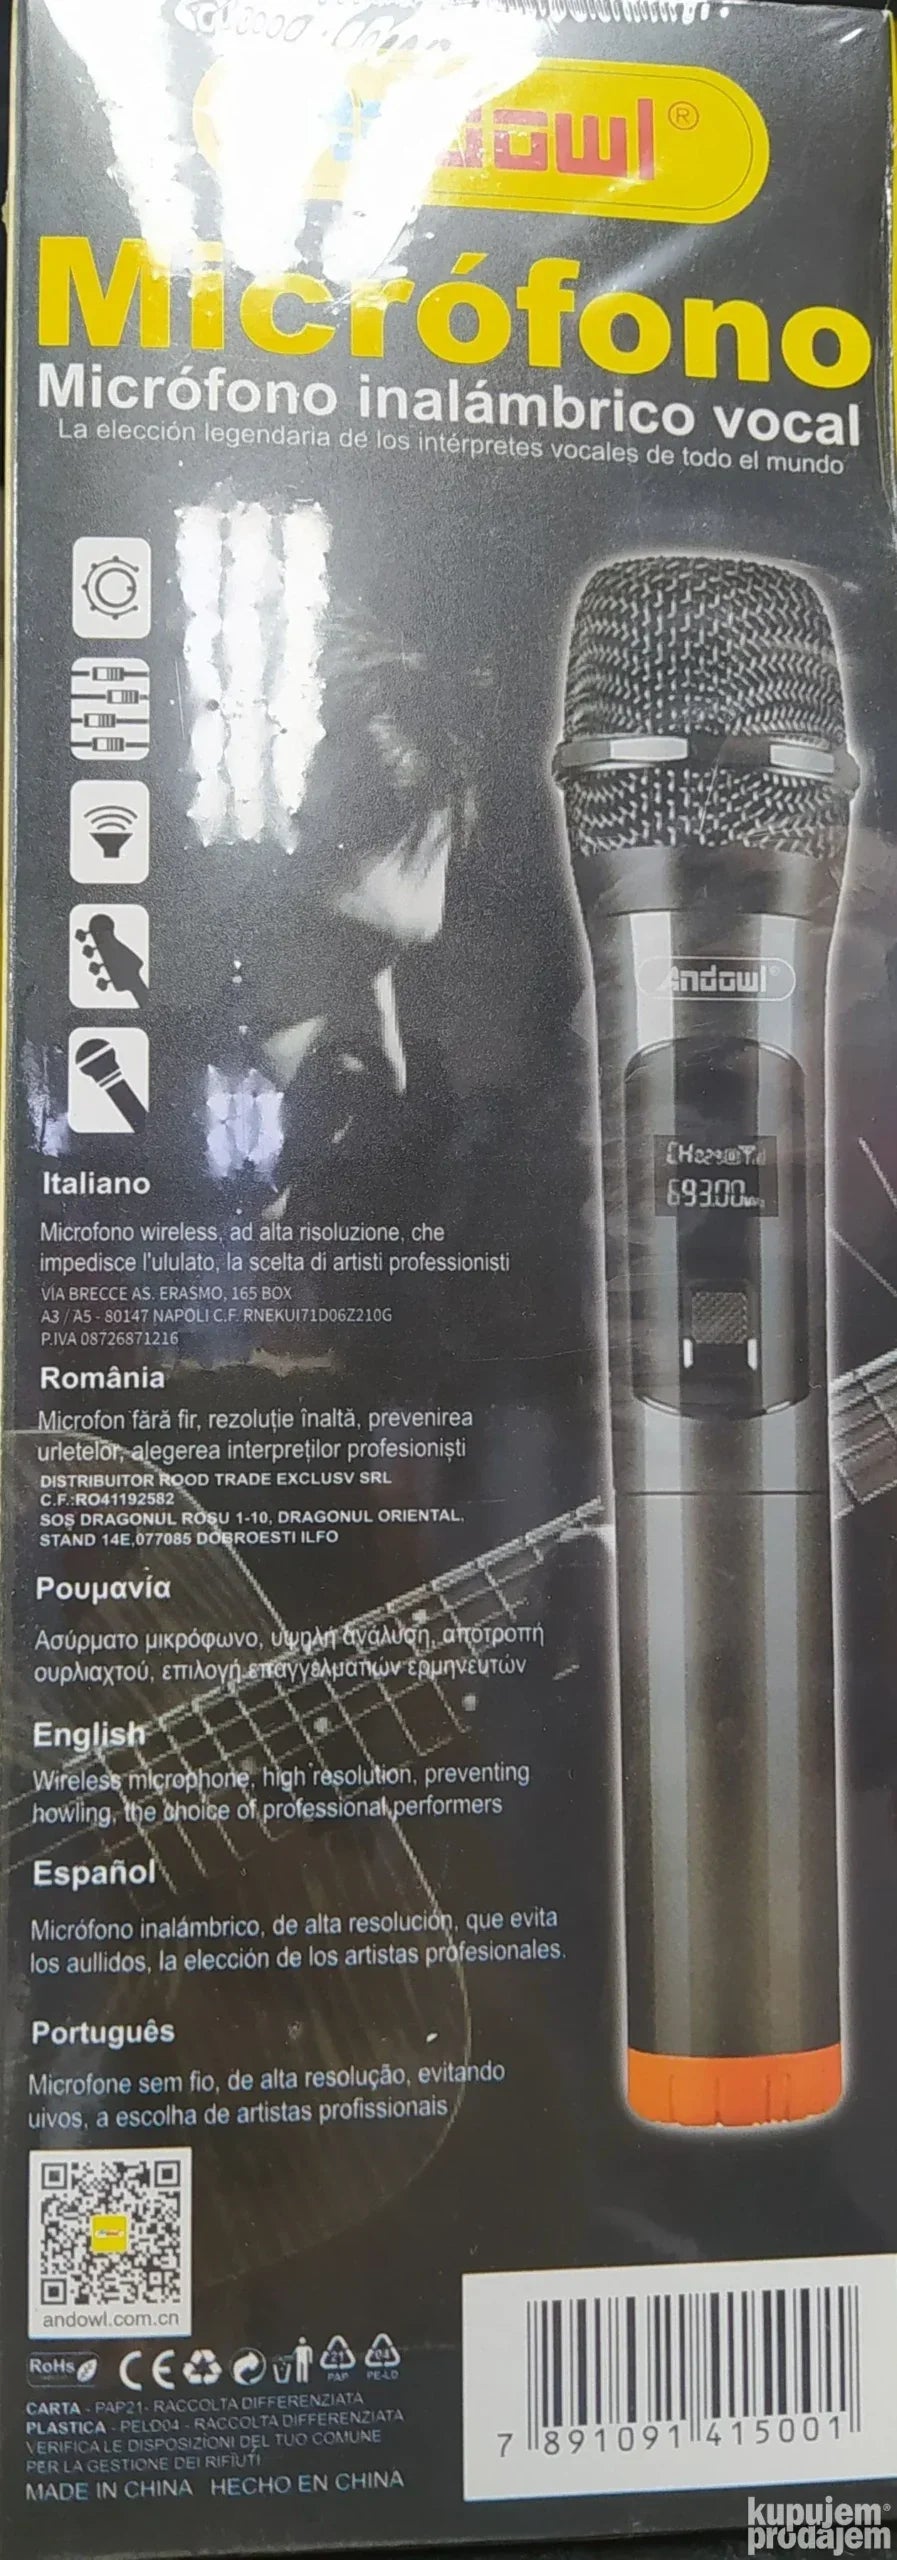 Andowl®
Micrófono
Micrófono inalámbrico vocal
La elección legendaria de los intérpretes vocales de todo el mundo
Andowl®
693.00
Italiano
Microfono wireless, ad alta risoluzione, che
impedisce l'ululato, la scelta di artisti professionisti
VIA BRECCE AS. ERASMO, 165 BOX
A3 / A5 - 80147 NAPOLI C.F. RNEKUI71D06Z210G
P.IVA 08726871216
România
Microfon fără fir, rezoluție înaltă, prevenirea
urletelor, alegerea interpreților profesioniști
DISTRIBUITOR ROOD TRADE EXCLUSV SRL
C.F.:RO41192582
SOȘ DRAGONUL ROȘU 1-10, DRAGONUL ORIENTAL,
STAND 14E,077085 DOBROESTI ILFO
Ρουμανία
Ασύρματο μικρόφωνο, υψηλή ανάλυση, αποτροπή
ουρλιαχτού, επιλογή επαγγελματιών ερμηνευτών
English
Wireless microphone, high resolution, preventing
howling, the choice of professional performers
Español
Micrófono inalámbrico, de alta resolución, que evita
los aullidos, la elección de los artistas profesionales.
Português
Microfone sem fio, de alta resolução, evitando
uivos, a escolha de artistas profissionais
andowl.com.cn
RoHS CE 21 PAP 04 PE-LD
CARTA - PAP21- RACCOLTA DIFFERENZIATA
PLASTICA - PELD04 - RACCOLTA DIFFERENZIATA
VERIFICA LE DISPOSIZIONI DEL TUO COMUNE
PER LA GESTIONE DEI RIFIUTI
MADE IN CHINA HECHO EN CHINA
7 891091 415001
kupujem®
prodajem